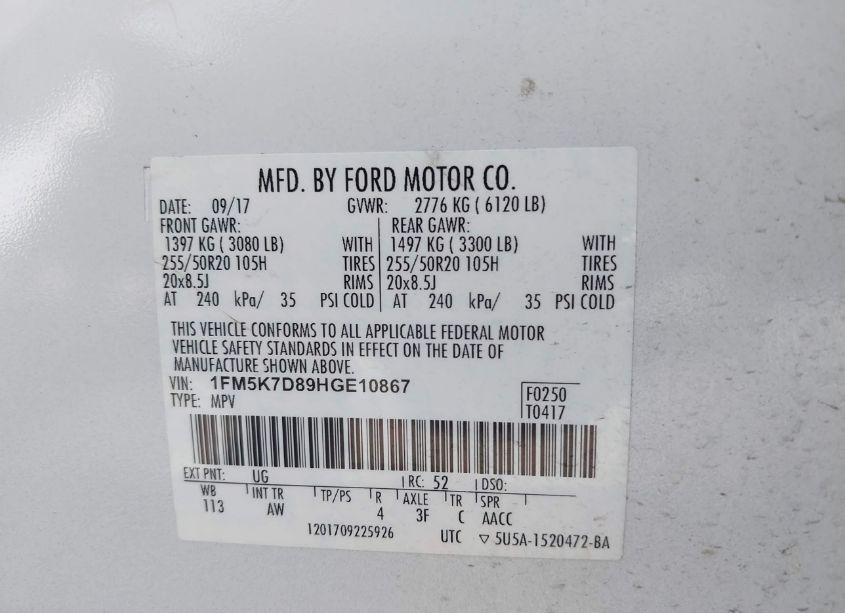 MFD. BY FORD MOTOR CO.
DATE: 09/17 GVWR: 2776 KG ( 6120 LB)
FRONT GAWR: REAR GAWR:
1397 KG ( 3080 LB) WITH 1497 KG ( 3300 LB) WITH
255/50R20 105H TIRES 255/50R20 105H TIRES
20x8.5J RIMS 20x8.5J RIMS
AT 240 kPa/ 35 PSI COLD AT 240 kPa/ 35 PSI COLD
THIS VEHICLE CONFORMS TO ALL APPLICABLE FEDERAL MOTOR
VEHICLE SAFETY STANDARDS IN EFFECT ON THE DATE OF
MANUFACTURE SHOWN ABOVE.
VIN: 1FM5K7D89HGE10867
TYPE: MPV
F0250
T0417
EXT PNT: UG RC: 52 DSO:
WB INT TR TP/PS R AXLE TR SPR
113 AW 4 3F C AACC
1201709225926 UTC ▽ 5U5A-1520472-BA